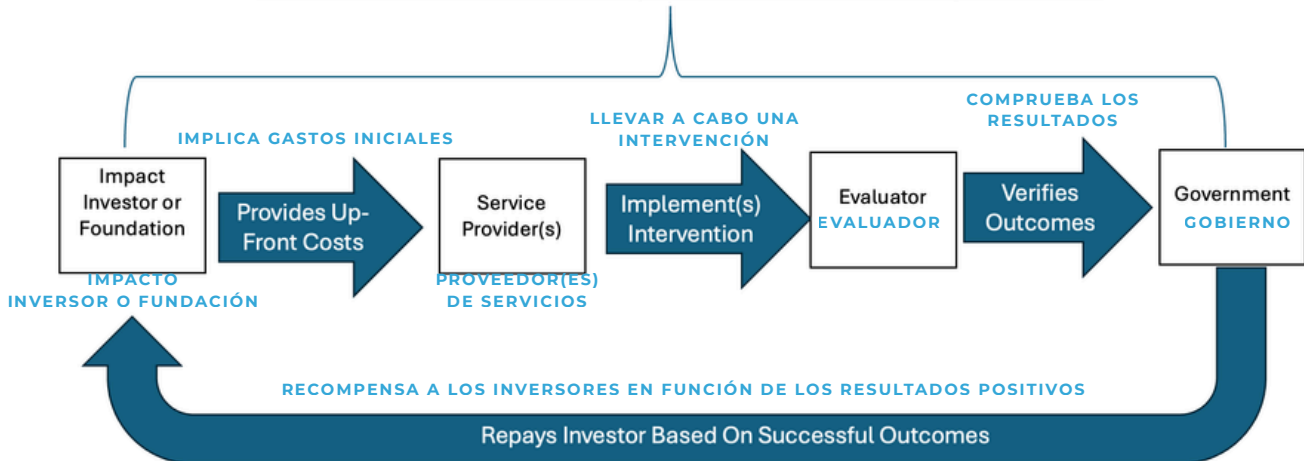 COMPRUEBA LOS
RESULTADOS
LLEVAR A CABO UNA
INTERVENCIÓN
IMPLICA GASTOS INICIALES
Impact
Investor or
Foundation
Provides Up-
Front Costs
Service
Provider(s)
Implement(s)
Intervention
Evaluator
EVALUADOR
Verifies
Outcomes
Government
GOBIERNO
IMPACTO
INVERSOR O FUNDACIÓN
PROVEEDOR(ES)
DE SERVICIOS
RECOMPENSA A LOS INVERSORES EN FUNCIÓN DE LOS RESULTADOS POSITIVOS
Repays Investor Based On Successful Outcomes